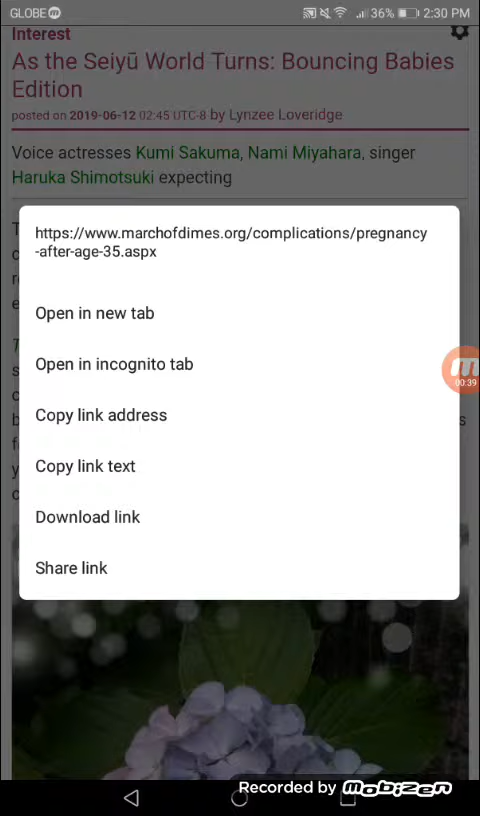 GLOBE 36% 2:30 PM
Interest
As the Seiyū World Turns: Bouncing Babies
Edition
posted on 2019-06-12 02:45 UTC-8 by Lynzee Loveridge
Voice actresses Kumi Sakuma, Nami Miyahara, singer
Haruka Shimotsuki expecting
https://www.marchofdimes.org/complications/pregnancy
-after-age-35.aspx
Open in new tab
Open in incognito tab
Copy link address
00:39
Copy link text
Download link
Share link
Recorded by Mobizen